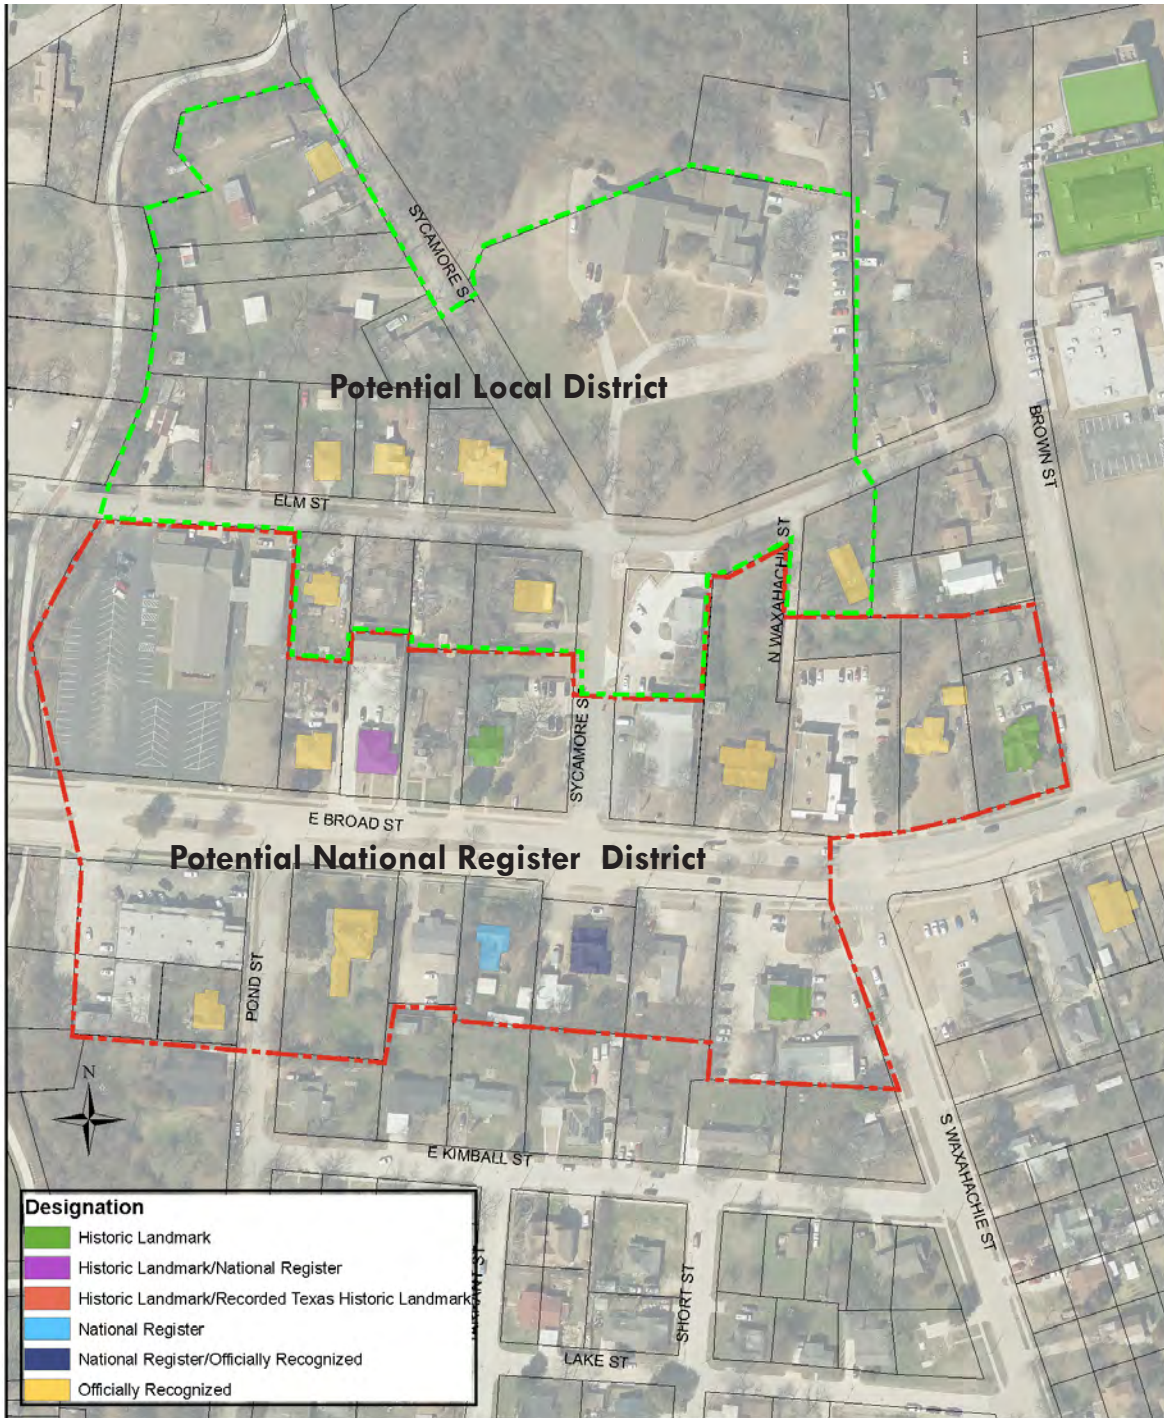 SYCAMORE ST
Potential Local District
BROWN ST
ELM ST
N WAXAHACHIE ST
SYCAMORE ST
E BROAD ST
Potential National Register District
POND ST
N
E KIMBALL ST
S WAXAHACHIE ST
SHORT ST
LAKE ST
Designation
Historic Landmark
Historic Landmark/National Register
Historic Landmark/Recorded Texas Historic Landmark
National Register
National Register/Officially Recognized
Officially Recognized